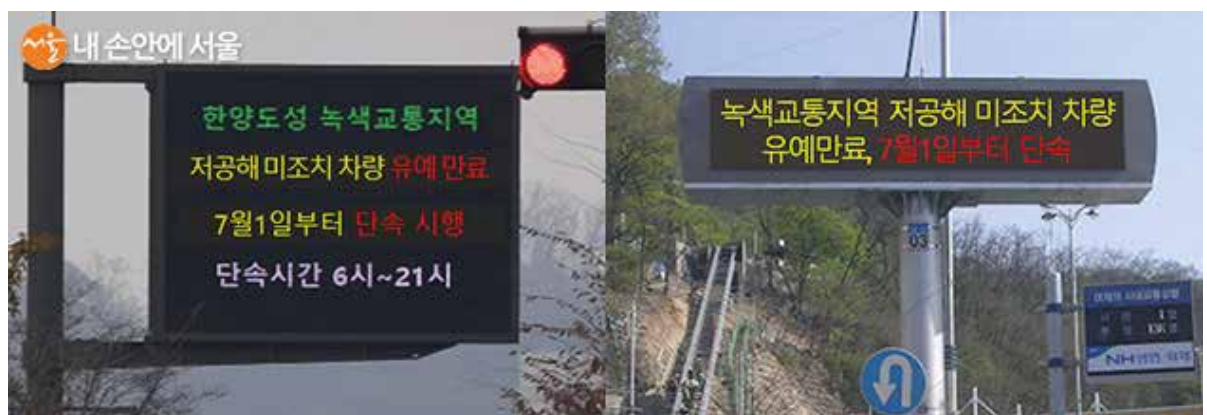 서울 내 손안에 서울
한양도성 녹색교통지역
저공해 미조치 차량 유예 만료
7월1일부터 단속 시행
단속시간 6시~21시
녹색교통지역 저공해 미조치 차량
유예만료, 7월1일부터 단속
03
NH